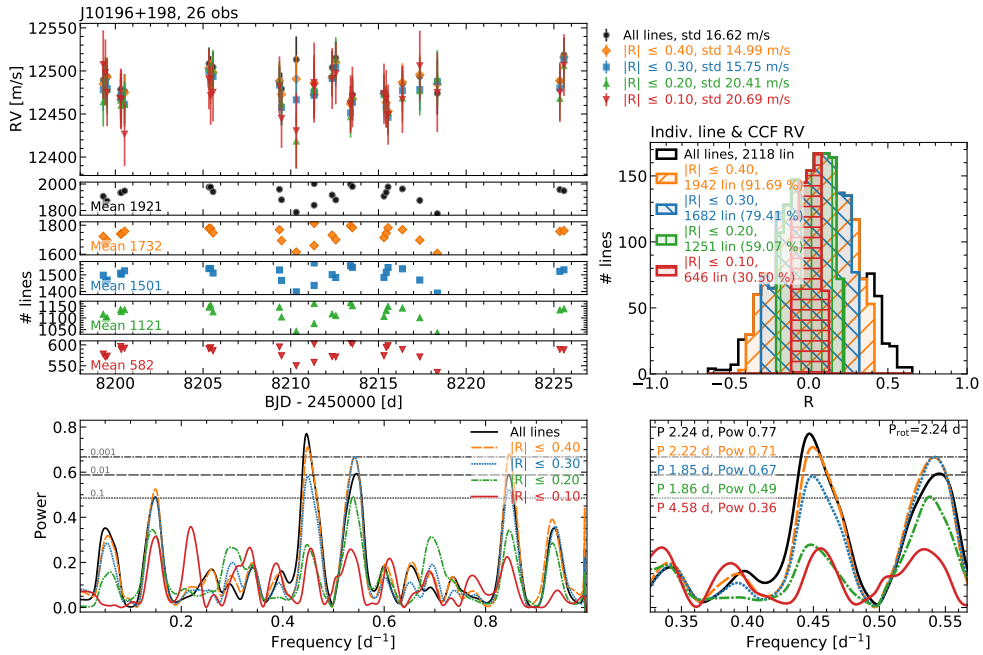 J10196+198, 26 obs
12550
12500
12450
12400
RV [m/s]
All lines, std 16.62 m/s
|R| ≤ 0.40, std 14.99 m/s
|R| ≤ 0.30, std 15.75 m/s
|R| ≤ 0.20, std 20.41 m/s
|R| ≤ 0.10, std 20.69 m/s
2000
1800
Mean 1921
1800
1600
Mean 1732
1500
1400
Mean 1501
1150
1100
1050
Mean 1121
600
550
Mean 582
# lines
8200
8205
8210
8215
8220
8225
BJD - 2450000 [d]
Indiv. line & CCF RV
All lines, 2118 lin
|R| ≤ 0.40,
1942 lin (91.69 %)
|R| ≤ 0.30,
1682 lin (79.41 %)
|R| ≤ 0.20,
1251 lin (59.07 %)
|R| ≤ 0.10,
646 lin (30.50 %)
150
100
50
0
# lines
−1.0
−0.5
0.0
0.5
1.0
R
0.8
0.6
0.4
0.2
0.0
Power
0.001
0.01
0.1
All lines
|R| ≤ 0.40
|R| ≤ 0.30
|R| ≤ 0.20
|R| ≤ 0.10
0.2
0.4
0.6
0.8
Frequency [d⁻¹]
P 2.24 d, Pow 0.77
P 2.22 d, Pow 0.71
P 1.85 d, Pow 0.67
P 1.86 d, Pow 0.49
P 4.58 d, Pow 0.36
Prot=2.24 d
0.35
0.40
0.45
0.50
0.55
Frequency [d⁻¹]